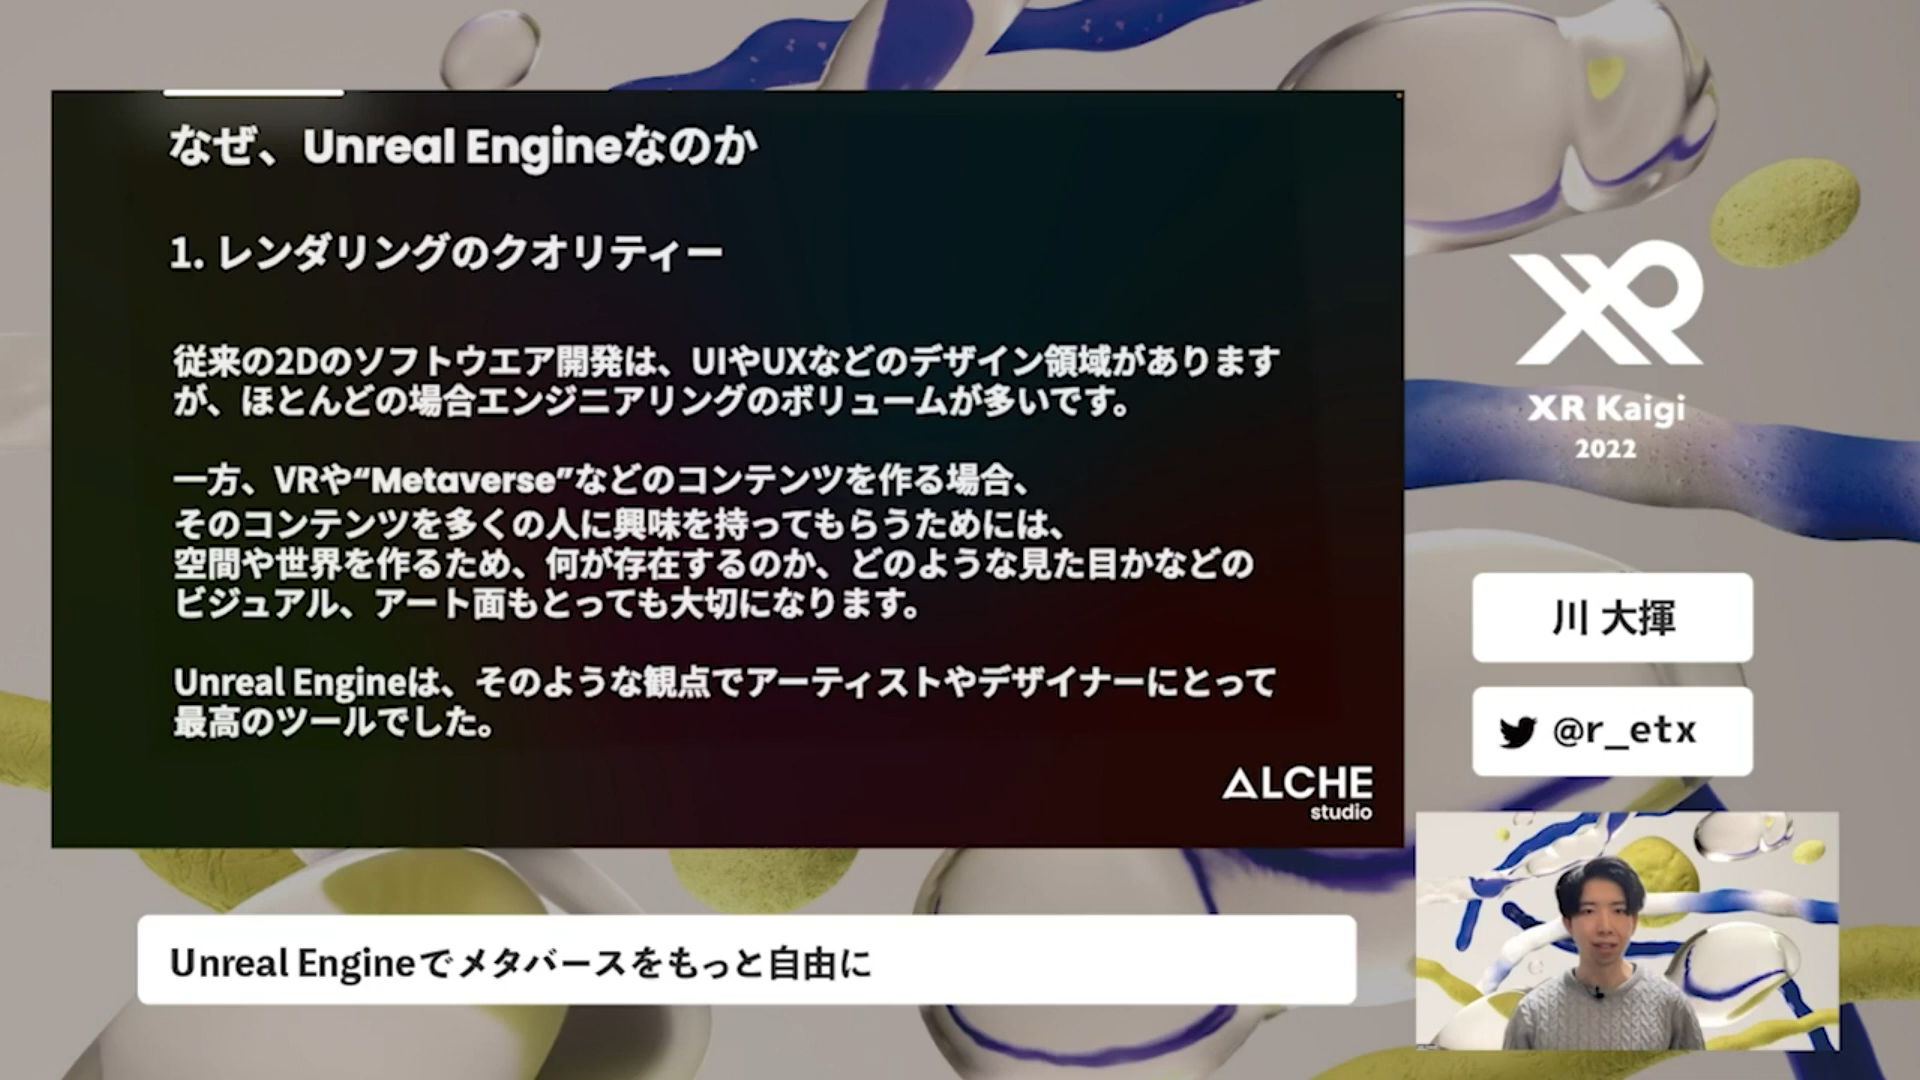 なぜ、Unreal Engineなのか
1. レンダリングのクオリティー
従来の2Dのソフトウエア開発は、UIやUXなどのデザイン領域があります
が、ほとんどの場合エンジニアリングのボリュームが多いです。
一方、VRや“Metaverse”などのコンテンツを作る場合、
そのコンテンツを多くの人に興味を持ってもらうためには、
空間や世界を作るため、何が存在するのか、どのような見た目かなどの
ビジュアル、アート面もとっても大切になります。
Unreal Engineは、そのような観点でアーティストやデザイナーにとって
最高のツールでした。
ALCHE
studio
XR
XR Kaigi
2022
川 大揮
@r_etx
Unreal Engineでメタバースをもっと自由に